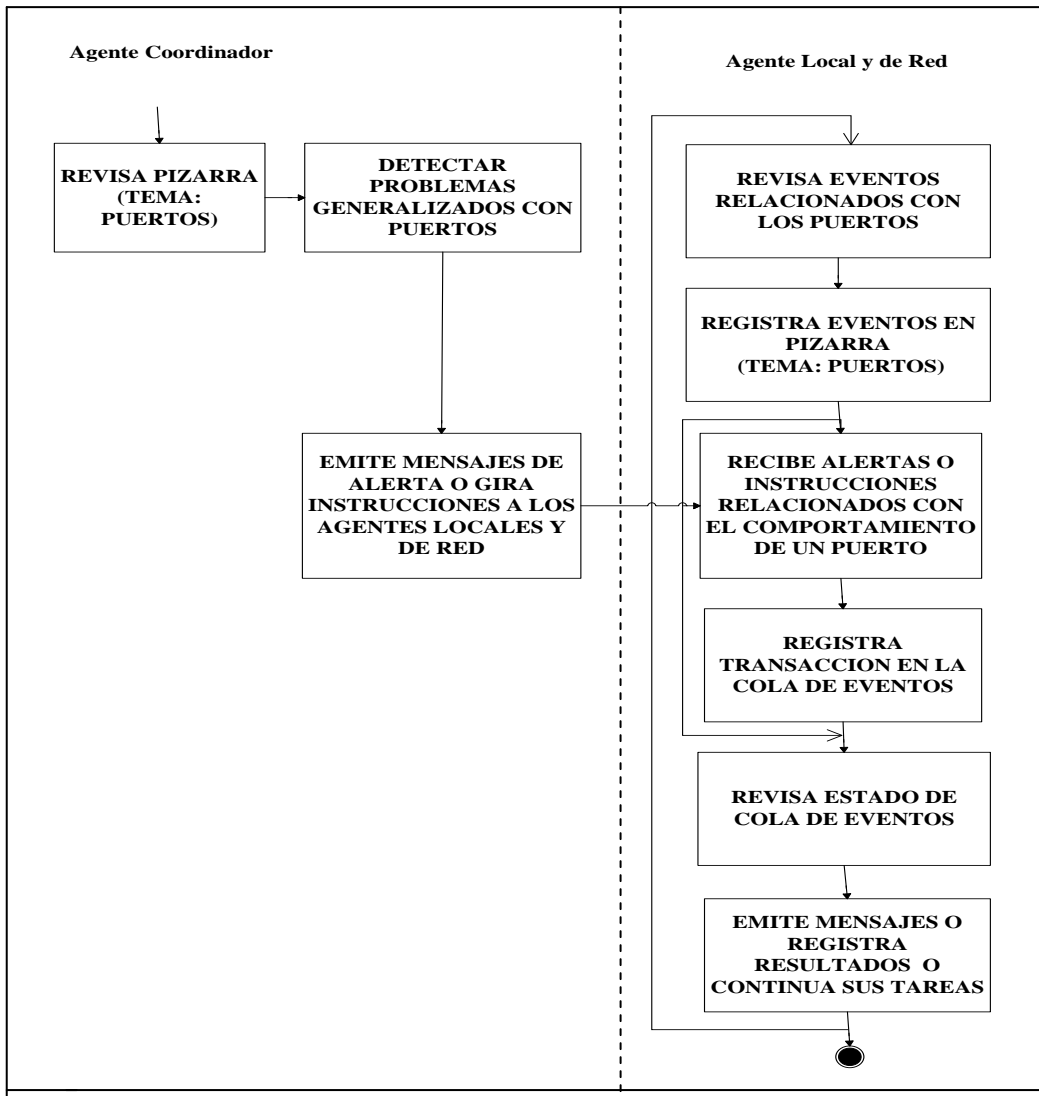 Agente Coordinador
REVISA PIZARRA
(TEMA:
PUERTOS)
DETECTAR
PROBLEMAS
GENERALIZADOS CON
PUERTOS
EMITE MENSAJES DE
ALERTA O GIRA
INSTRUCCIONES A LOS
AGENTES LOCALES Y
DE RED
Agente Local y de Red
REVISA EVENTOS
RELACIONADOS CON
LOS PUERTOS
REGISTRA EVENTOS EN
PIZARRA
(TEMA: PUERTOS)
RECIBE ALERTAS O
INSTRUCCIONES
RELACIONADOS CON
EL COMPORTAMIENTO
DE UN PUERTO
REGISTRA
TRANSACCION EN LA
COLA DE EVENTOS
REVISA ESTADO DE
COLA DE EVENTOS
EMITE MENSAJES O
REGISTRA
RESULTADOS O
CONTINUA SUS TAREAS